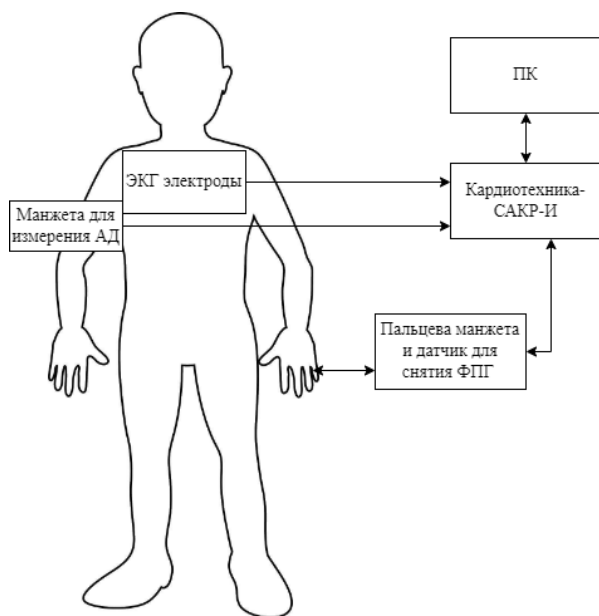 ПК
ЭКГ электроды
Кардиотехника-
САКР-И
Манжета для
измерения АД
Пальцева манжета
и датчик для
снятия ФПГ